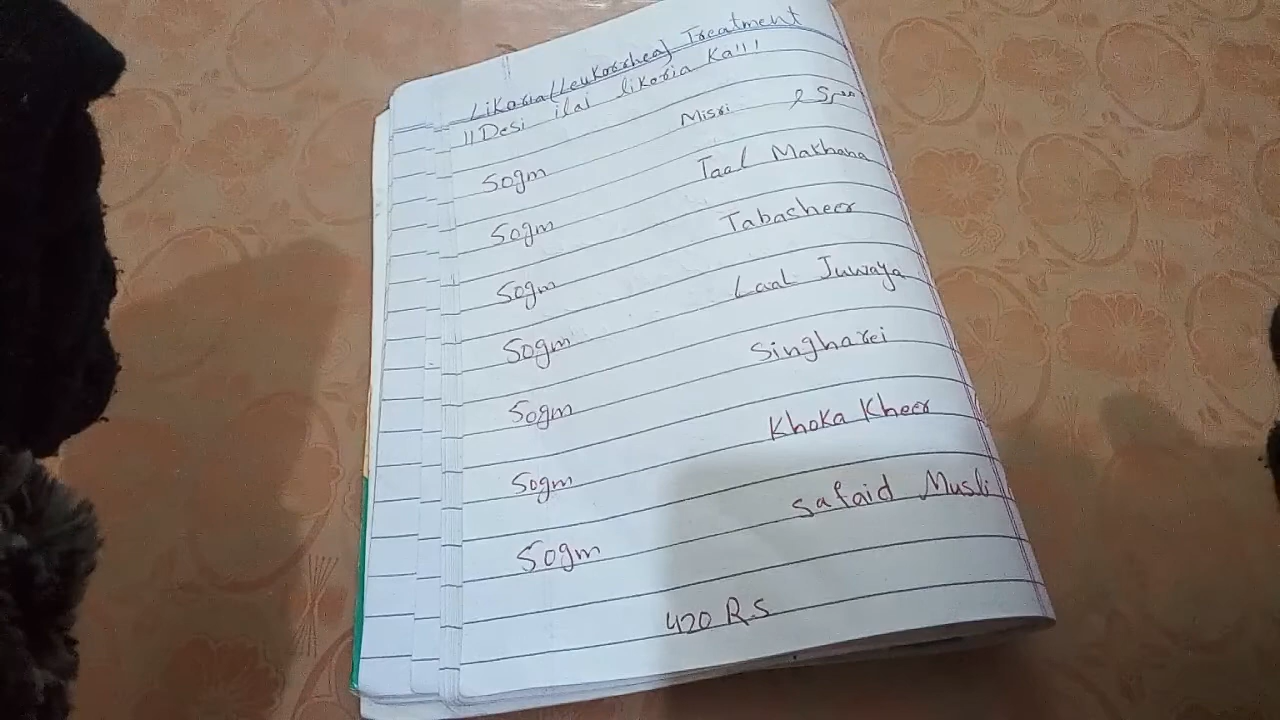 Likoria(Leukorrhea) Treatment
||Desi ilaj likoria Ka||!
50gm Misri
50gm Taal Makhana
50gm Tabasheer
50gm Laal Juwaya
50gm Singharei
50gm Khoka Kheer
50gm Safaid Musli
420 RS